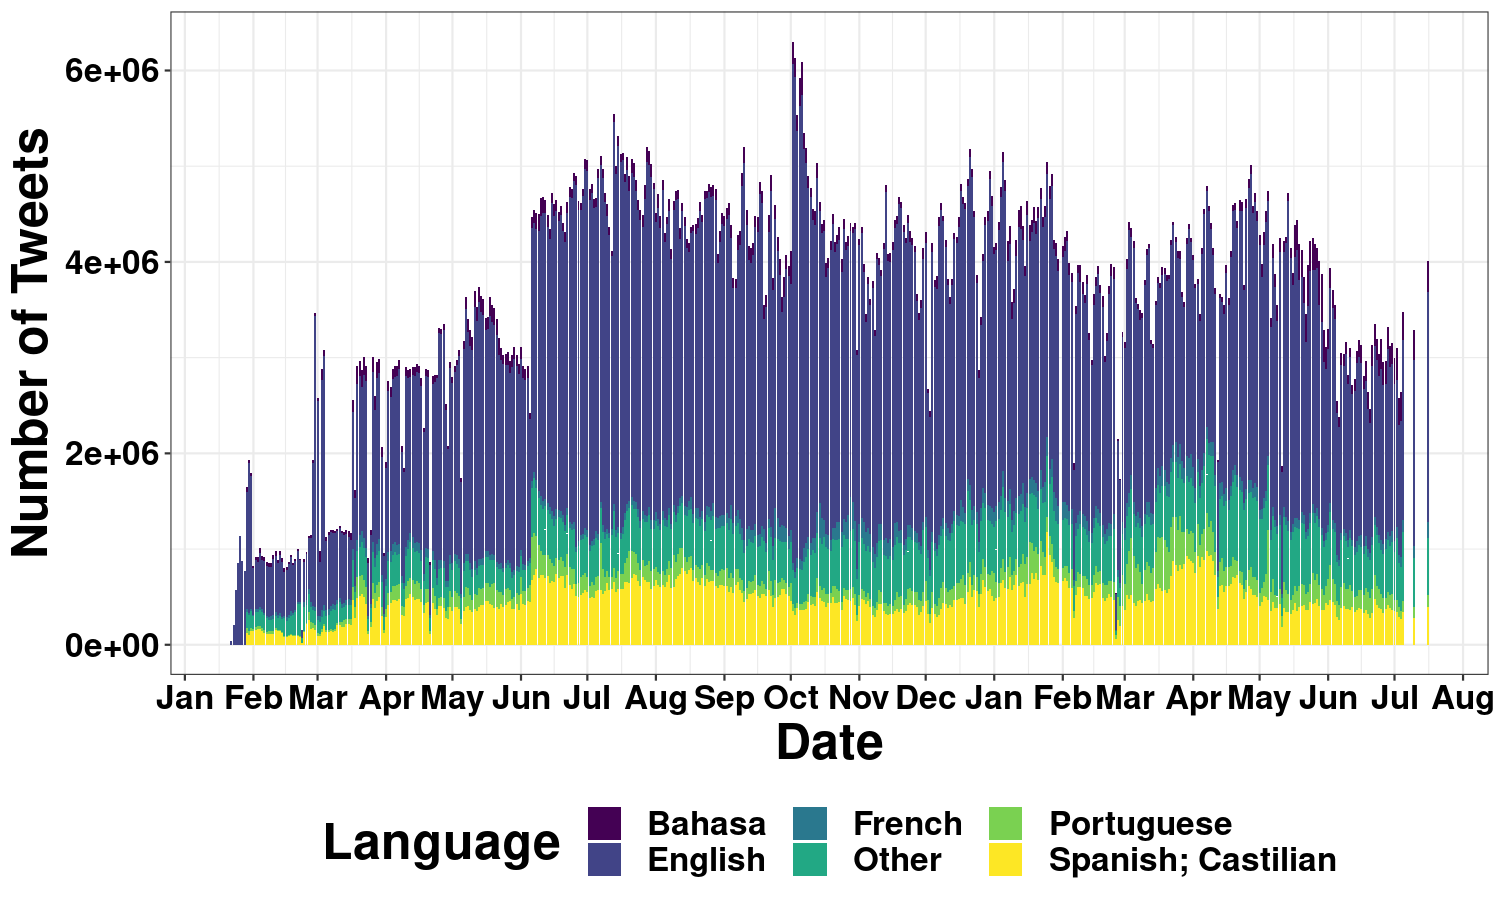 Number of Tweets
6e+06
4e+06
2e+06
0e+00
Jan Feb Mar Apr May Jun Jul Aug Sep Oct Nov Dec Jan Feb Mar Apr May Jun Jul Aug
Date
Language
Bahasa French Portuguese
English Other Spanish; Castilian